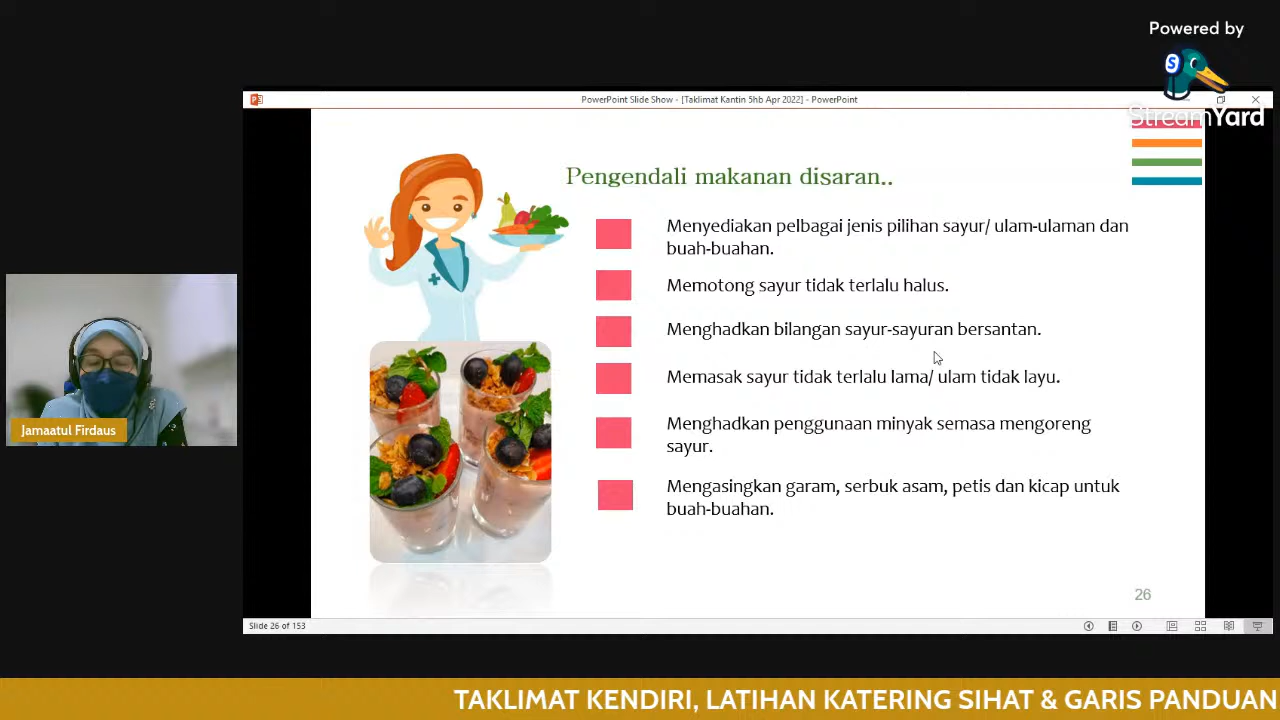 Powered by
StreamYard
PowerPoint Slide Show - [Taklimat Kantin 5hb Apr 2022] - PowerPoint
Pengendali makanan disaran..
Menyediakan pelbagai jenis pilihan sayur/ ulam-ulaman dan
buah-buahan.
Memotong sayur tidak terlalu halus.
Menghadkan bilangan sayur-sayuran bersantan.
Memasak sayur tidak terlalu lama/ ulam tidak layu.
Menghadkan penggunaan minyak semasa mengoreng
sayur.
Mengasingkan garam, serbuk asam, petis dan kicap untuk
buah-buahan.
26
Jamaatul Firdaus
Slide 26 of 153
TAKLIMAT KENDIRI, LATIHAN KATERING SIHAT & GARIS PANDUAN